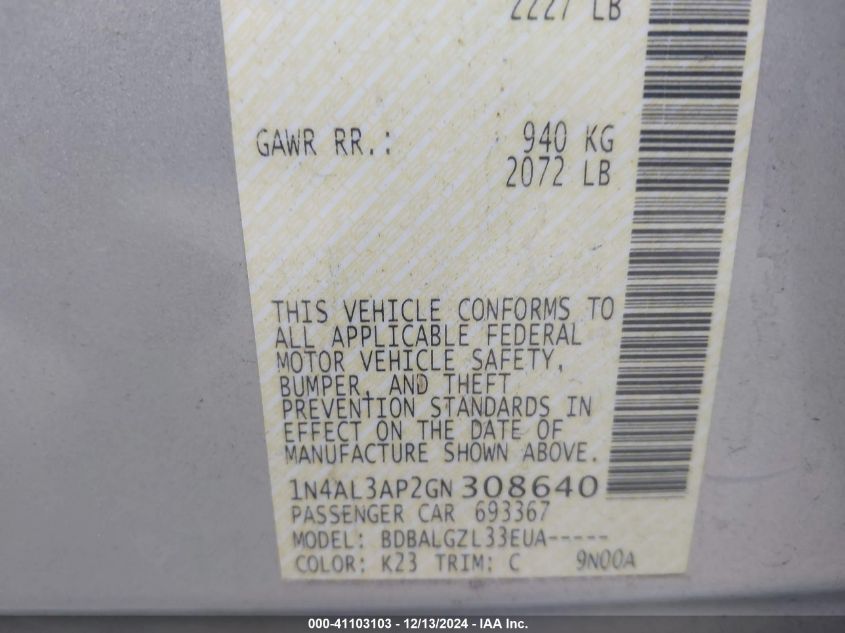 2227 LB
GAWR RR.: 940 KG
2072 LB
THIS VEHICLE CONFORMS TO
ALL APPLICABLE FEDERAL
MOTOR VEHICLE SAFETY,
BUMPER, AND THEFT
PREVENTION STANDARDS IN
EFFECT ON THE DATE OF
MANUFACTURE SHOWN ABOVE.
1N4AL3AP2GN308640
PASSENGER CAR 693367
MODEL: BDBALGZL33EUA-----
COLOR: K23 TRIM: C 9N00A
000-41103103 - 12/13/2024 - IAA Inc.